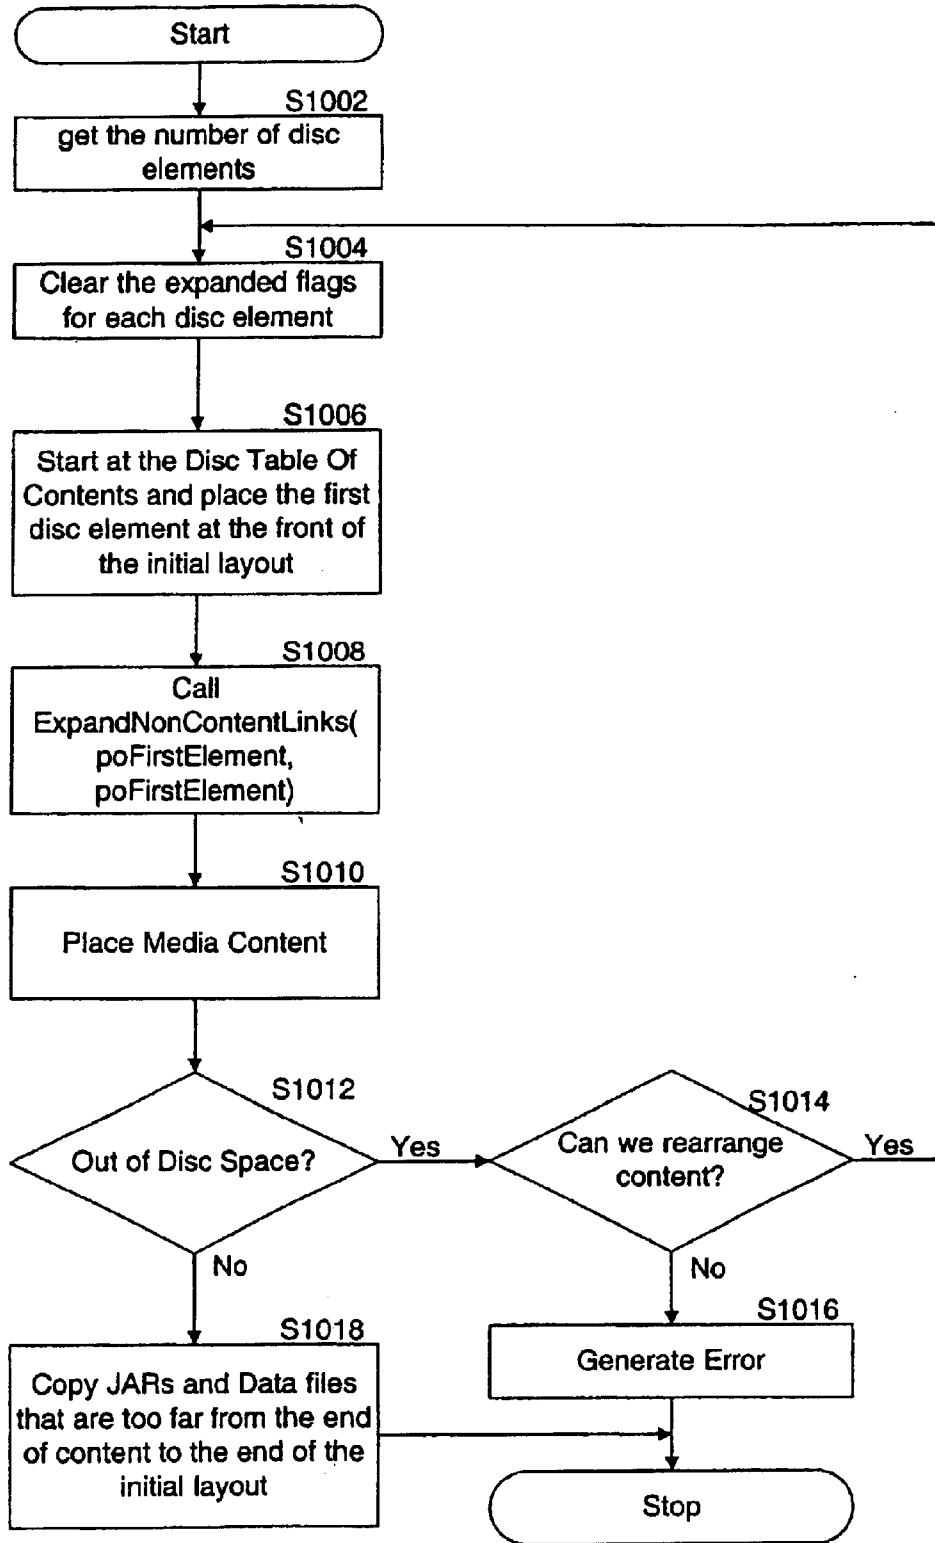 Start
S1002
get the number of disc
elements
S1004
Clear the expanded flags
for each disc element
S1006
Start at the Disc Table Of
Contents and place the first
disc element at the front of
the initial layout
S1008
Call
ExpandNonContentLinks(
poFirstElement,
poFirstElement)
S1010
Place Media Content
S1012
Out of Disc Space?
Yes
S1014
Can we rearrange
content?
Yes
No
No
S1016
Generate Error
S1018
Copy JARs and Data files
that are too far from the end
of content to the end of the
initial layout
Stop